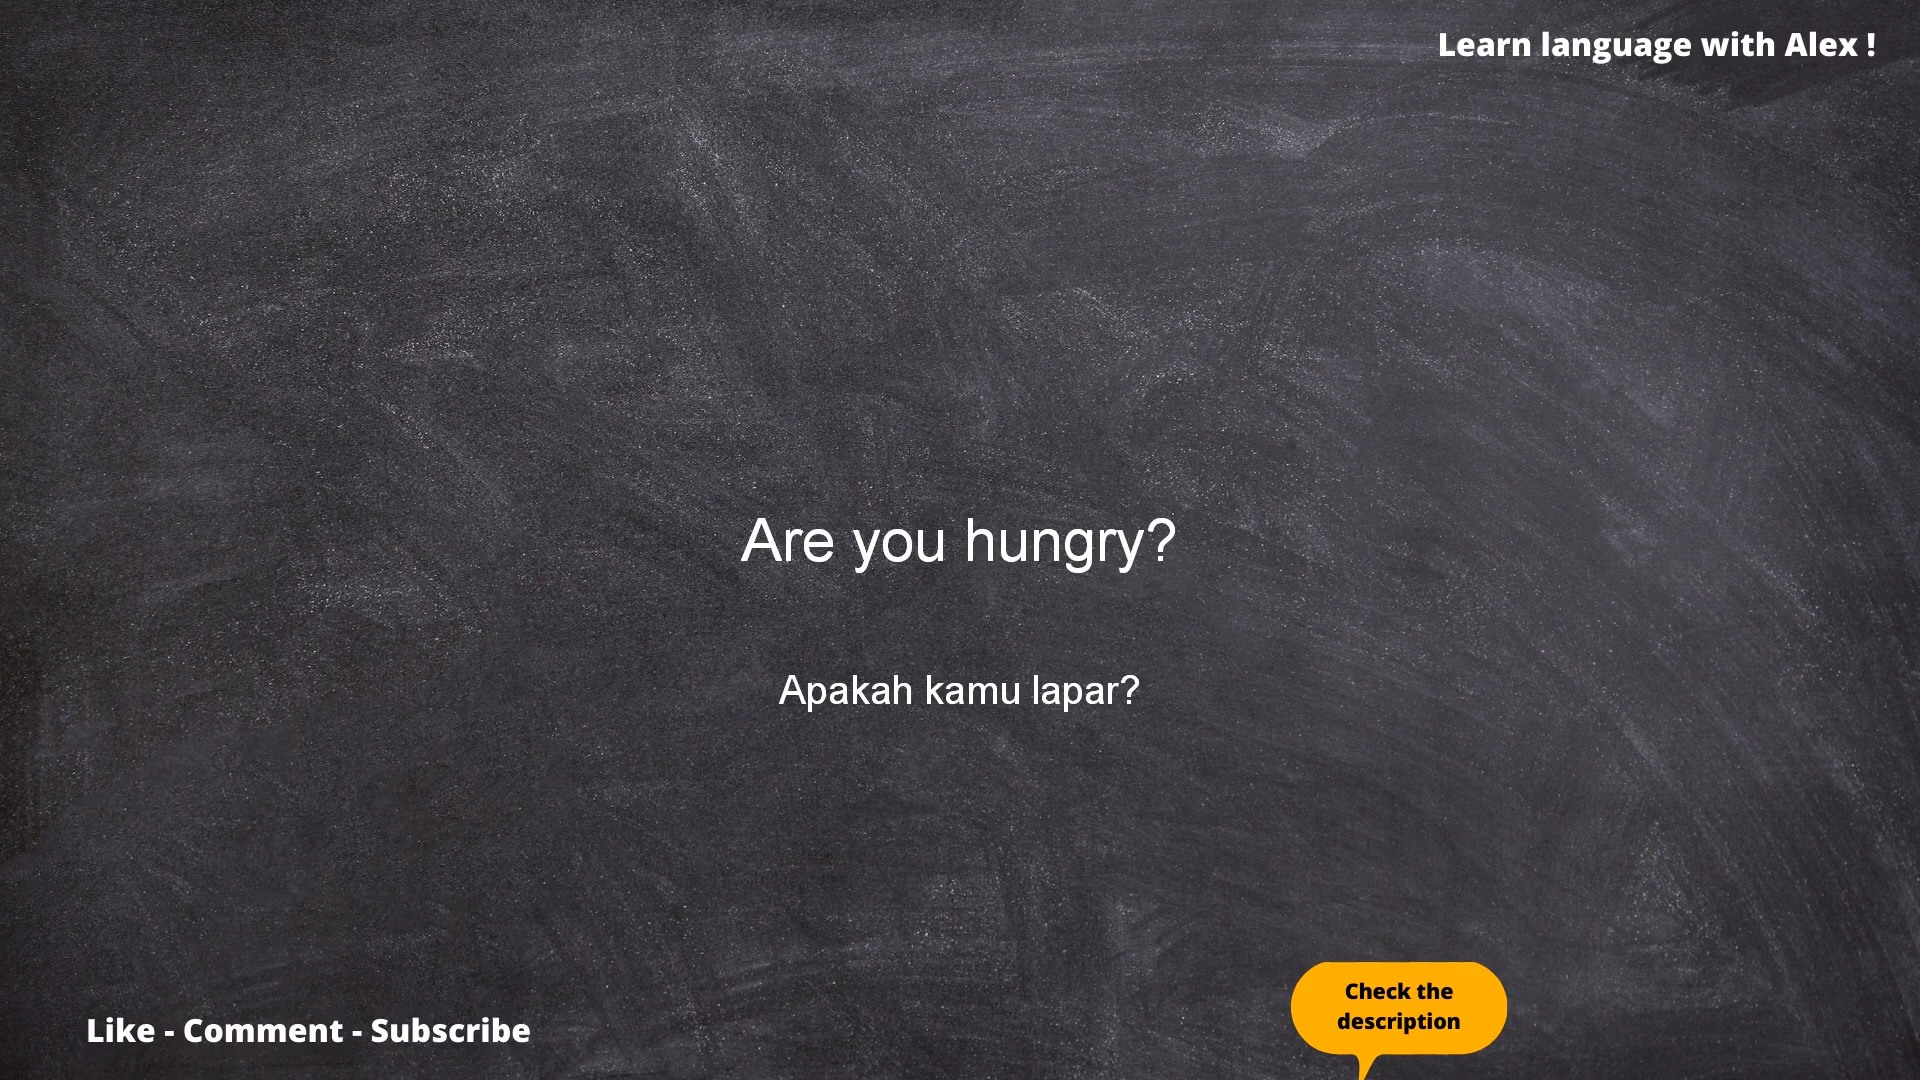 Learn language with Alex !
Are you hungry?
Apakah kamu lapar?
Check the
description
Like - Comment - Subscribe